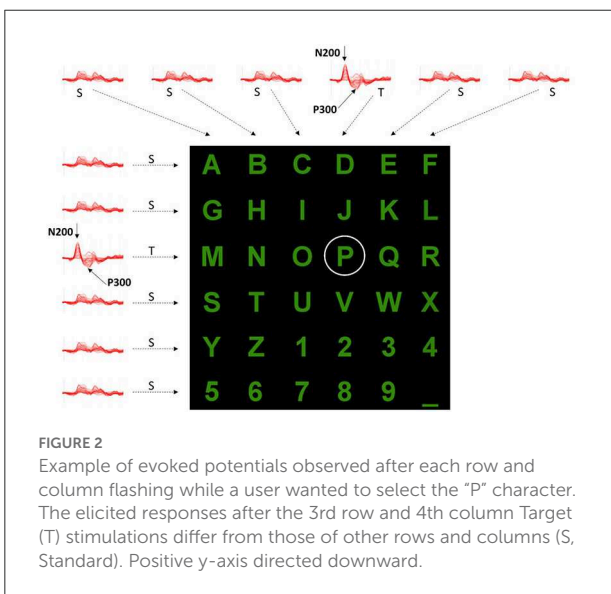 N200
S S S T S S
P300
S A B C D E F
S G H I J K L
N200
T M N O P Q R
P300
S S T U V W X
S Y Z 1 2 3 4
S 5 6 7 8 9 _
FIGURE 2
Example of evoked potentials observed after each row and
column flashing while a user wanted to select the “P” character.
The elicited responses after the 3rd row and 4th column Target
(T) stimulations differ from those of other rows and columns (S,
Standard). Positive y-axis directed downward.